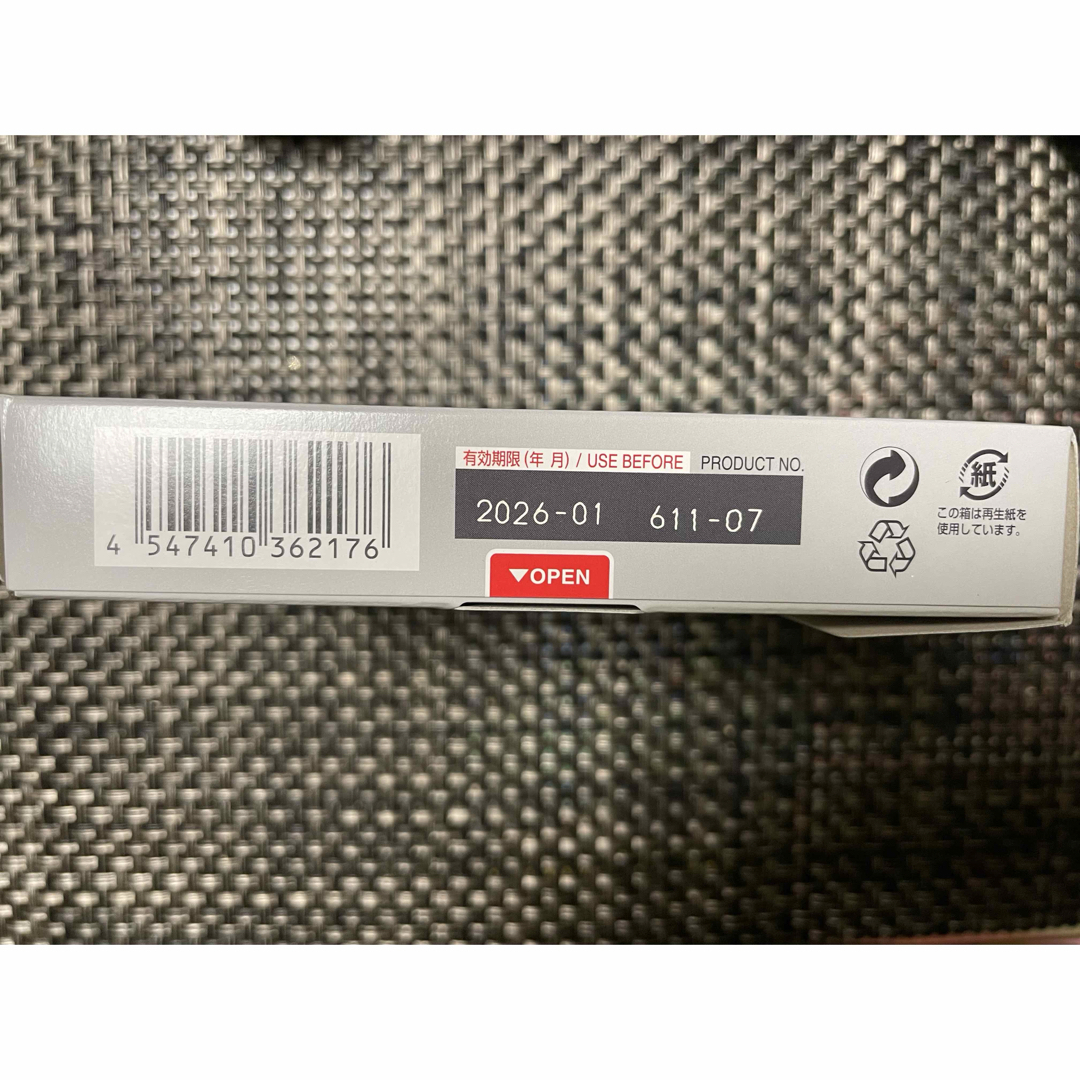 4 547410 362176
有効期限(年 月) / USE BEFORE PRODUCT NO.
2026-01 611-07
▼OPEN
紙
この箱は再生紙を
使用しています。